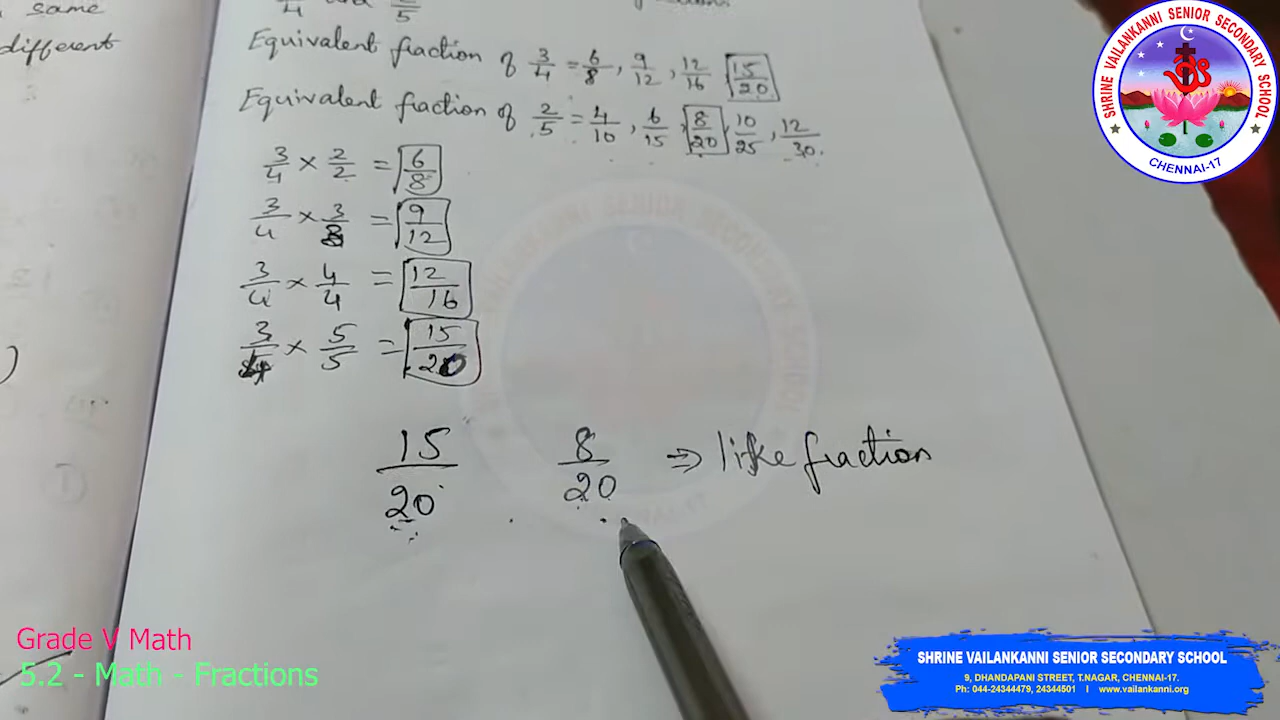 same
different
Equivalent fraction of 3/4 = 6/8, 9/12, 12/16 15/20
Equivalent fraction of 2/5 = 4/10, 6/15, 8/20, 10/25, 12/30.
3/4 × 2/2 = 6/8
3/4 × 3/3 = 9/12
3/4 × 4/4 = 12/16
3/4 × 5/5 = 15/20
15/20 8/20 ⇒ like fraction
SHRINE VAILANKANNI SENIOR SECONDARY SCHOOL
CHENNAI-17
Grade V Math
5.2 - Math - Fractions
SHRINE VAILANKANNI SENIOR SECONDARY SCHOOL
9, DHANDAPANI STREET, T.NAGAR, CHENNAI-17.
Ph: 044-24344479, 24344501 I www.vailankanni.org